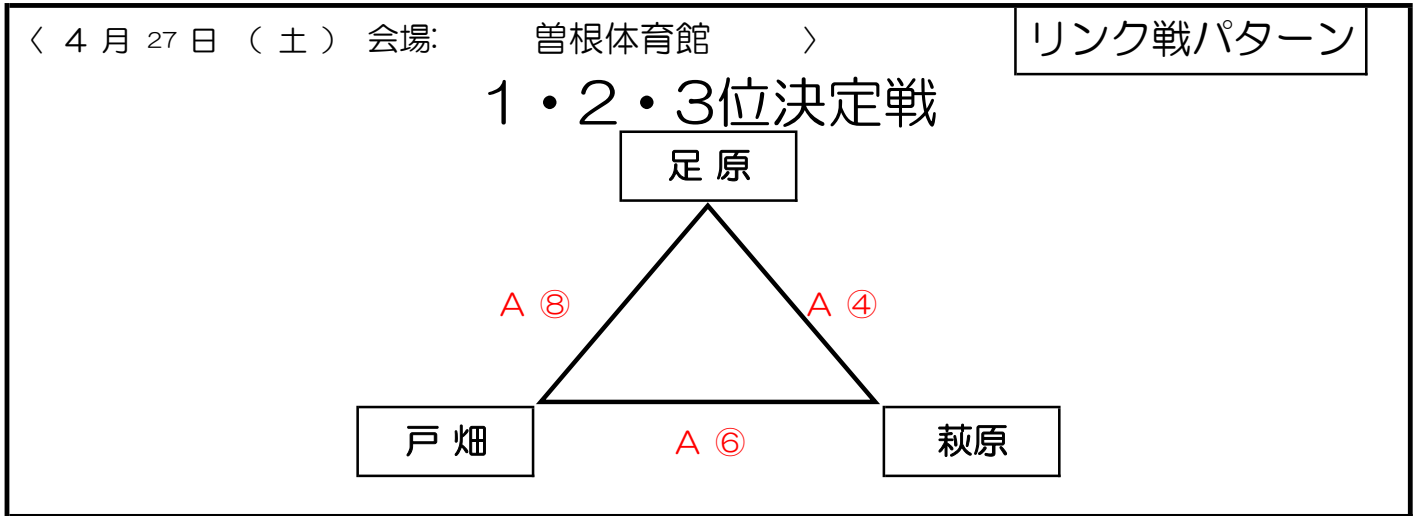 〈 4 月 27 日 （ 土 ） 会場: 曽根体育館 〉
リンク戦パターン
1・2・3位決定戦
足 原
A ⑧
A ④
戸 畑
A ⑥
萩原